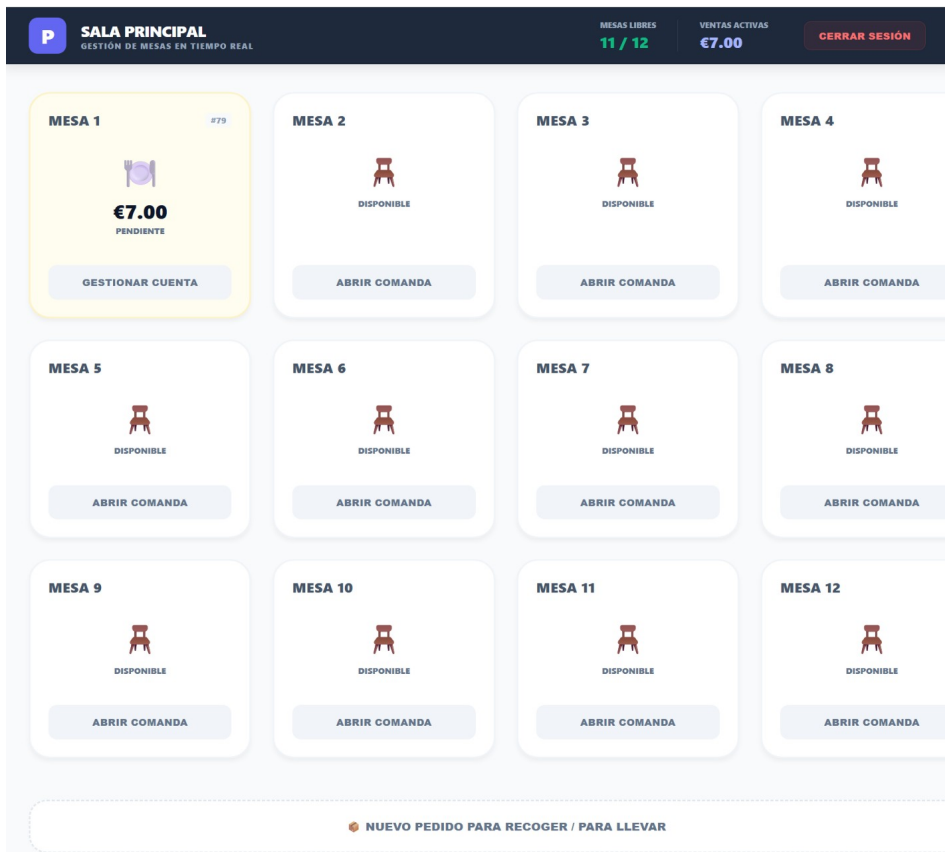 P
SALA PRINCIPAL
GESTIÓN DE MESAS EN TIEMPO REAL
MESAS LIBRES
11 / 12
VENTAS ACTIVAS
€7.00
CERRAR SESIÓN
MESA 1
#79
€7.00
PENDIENTE
GESTIONAR CUENTA
MESA 2
DISPONIBLE
ABRIR COMANDA
MESA 3
DISPONIBLE
ABRIR COMANDA
MESA 4
DISPONIBLE
ABRIR COMANDA
MESA 5
DISPONIBLE
ABRIR COMANDA
MESA 6
DISPONIBLE
ABRIR COMANDA
MESA 7
DISPONIBLE
ABRIR COMANDA
MESA 8
DISPONIBLE
ABRIR COMANDA
MESA 9
DISPONIBLE
ABRIR COMANDA
MESA 10
DISPONIBLE
ABRIR COMANDA
MESA 11
DISPONIBLE
ABRIR COMANDA
MESA 12
DISPONIBLE
ABRIR COMANDA
NUEVO PEDIDO PARA RECOGER / PARA LLEVAR